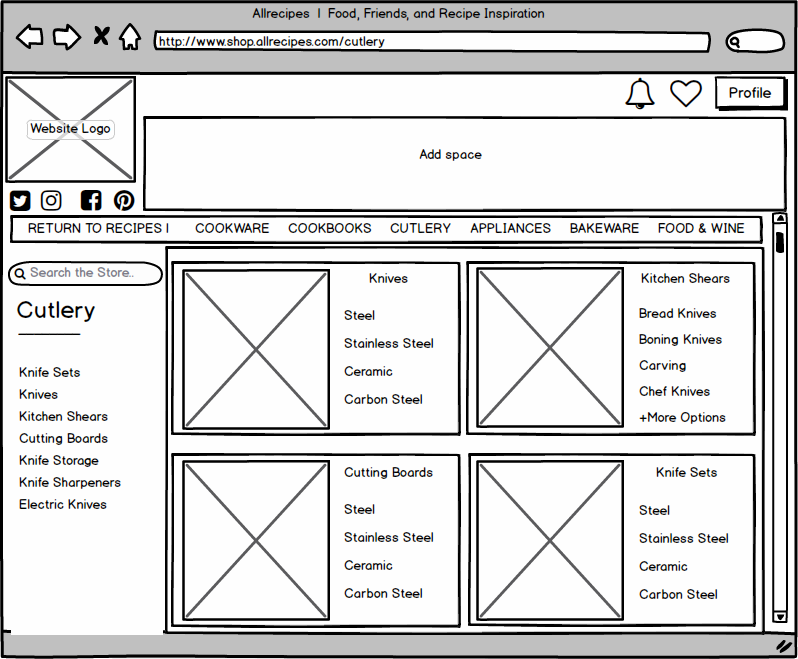 Allrecipes | Food, Friends, and Recipe Inspiration
http://www.shop.allrecipes.com/cutlery
Profile
Website Logo
Add space
RETURN TO RECIPES | COOKWARE COOKBOOKS CUTLERY APPLIANCES BAKEWARE FOOD & WINE
Search the Store..
Cutlery
Knife Sets
Knives
Kitchen Shears
Cutting Boards
Knife Storage
Knife Sharpeners
Electric Knives
Knives
Steel
Stainless Steel
Ceramic
Carbon Steel
Kitchen Shears
Bread Knives
Boning Knives
Carving
Chef Knives
+More Options
Cutting Boards
Steel
Stainless Steel
Ceramic
Carbon Steel
Knife Sets
Steel
Stainless Steel
Ceramic
Carbon Steel